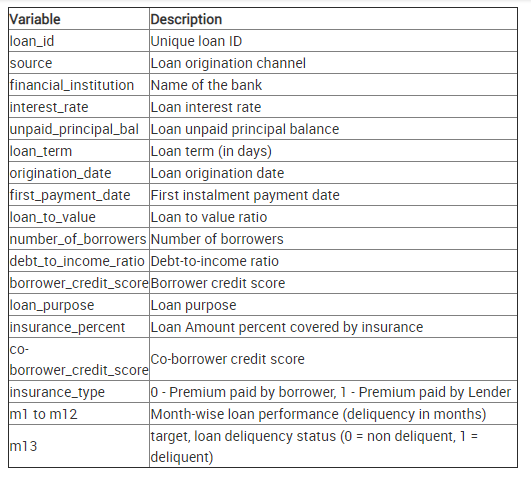 Variable Description
loan_id Unique loan ID
source Loan origination channel
financial_institution Name of the bank
interest_rate Loan interest rate
unpaid_principal_bal Loan unpaid principal balance
loan_term Loan term (in days)
origination_date Loan origination date
first_payment_date First instalment payment date
loan_to_value Loan to value ratio
number_of_borrowers Number of borrowers
debt_to_income_ratio Debt-to-income ratio
borrower_credit_score Borrower credit score
loan_purpose Loan purpose
insurance_percent Loan Amount percent covered by insurance
co-
borrower_credit_score Co-borrower credit score
insurance_type 0 - Premium paid by borrower, 1 - Premium paid by Lender
m1 to m12 Month-wise loan performance (deliquency in months)
m13 target, loan deliquency status (0 = non deliquent, 1 =
deliquent)